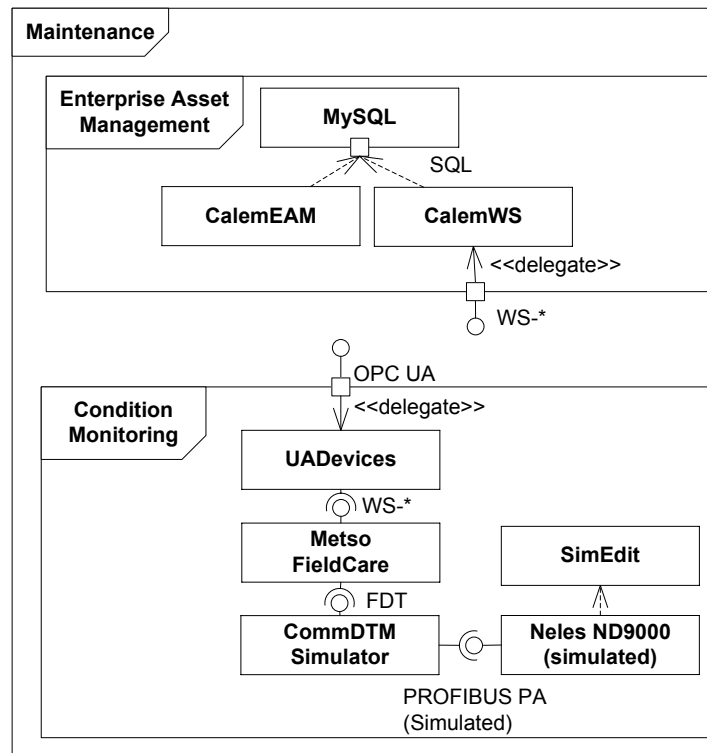 Maintenance
Enterprise Asset
Management
MySQL
SQL
CalemEAM
CalemWS
<<delegate>>
WS-*
OPC UA
<<delegate>>
Condition
Monitoring
UADevices
WS-*
Metso
FieldCare
SimEdit
FDT
CommDTM
Simulator
Neles ND9000
(simulated)
PROFIBUS PA
(Simulated)